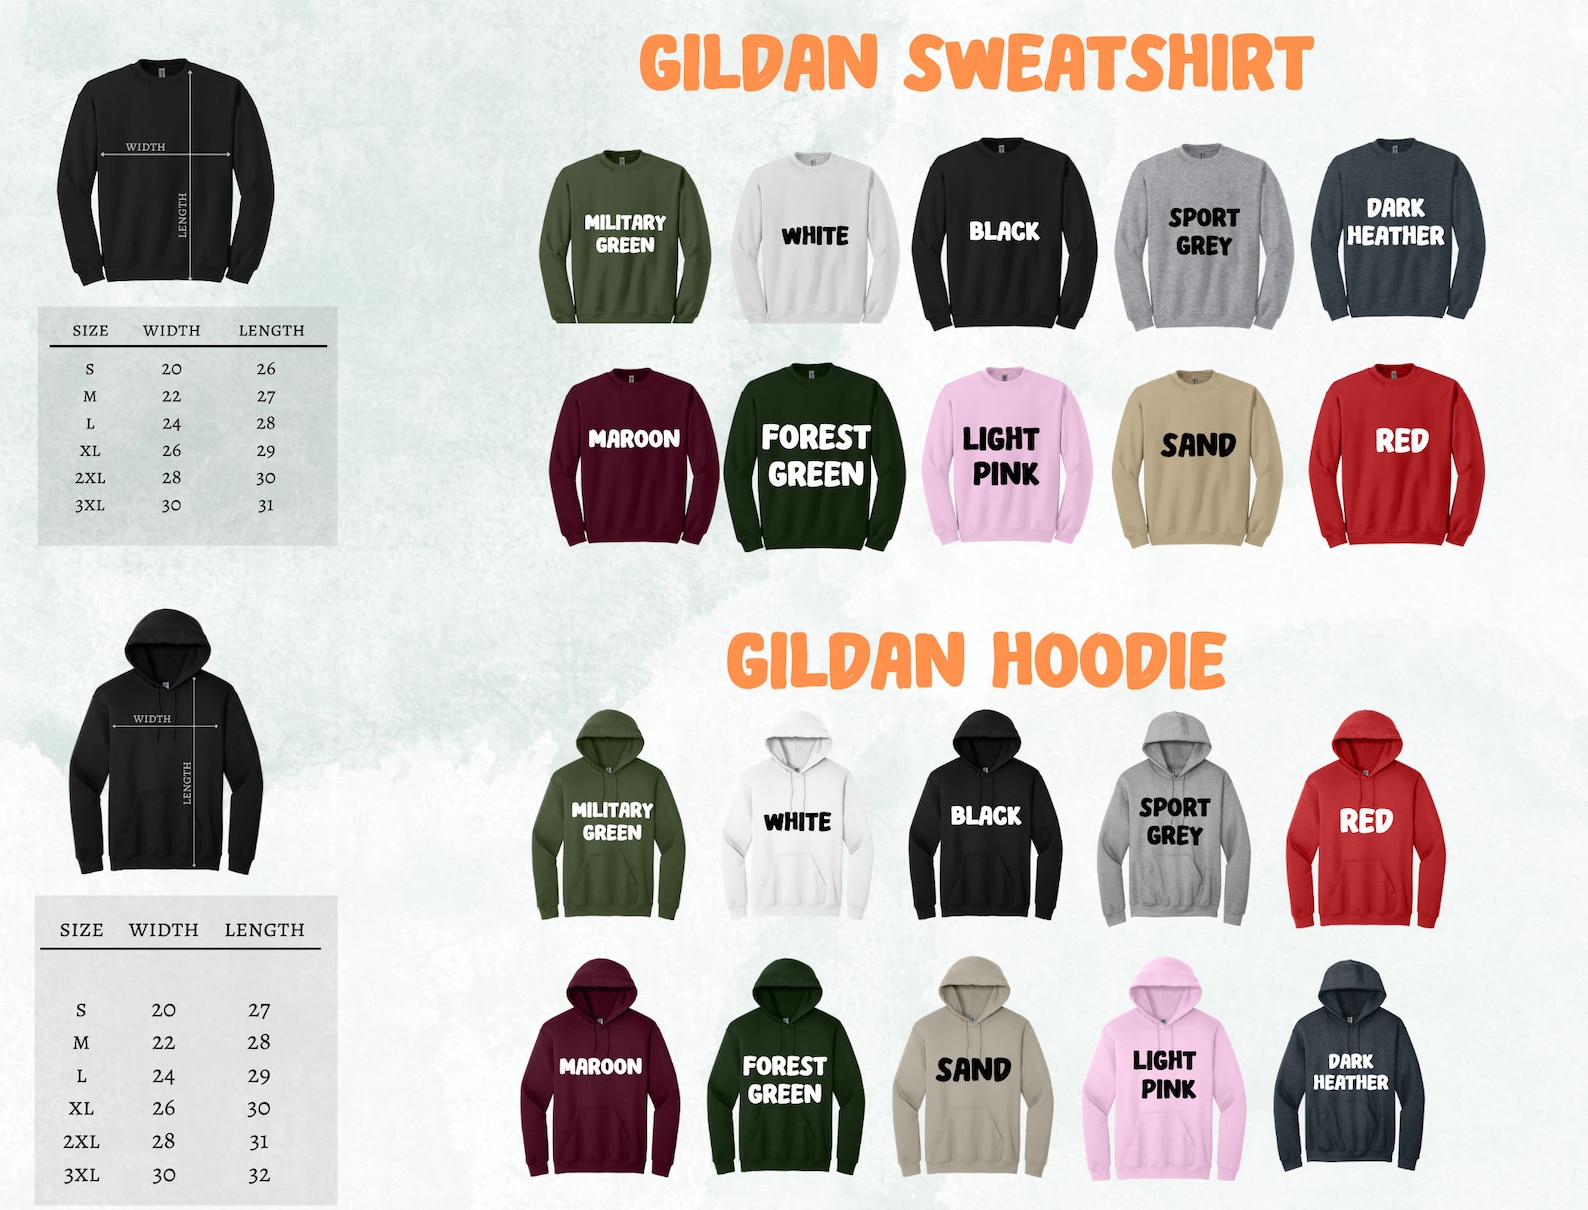 GILDAN SWEATSHIRT
WIDTH
LENGTH
SIZE WIDTH LENGTH
S 20 26
M 22 27
L 24 28
XL 26 29
2XL 28 30
3XL 30 31
MILITARY
GREEN
WHITE
BLACK
SPORT
GREY
DARK
HEATHER
MAROON
FOREST
GREEN
LIGHT
PINK
SAND
RED
GILDAN HOODIE
WIDTH
LENGTH
SIZE WIDTH LENGTH
S 20 27
M 22 28
L 24 29
XL 26 30
2XL 28 31
3XL 30 32
MILITARY
GREEN
WHITE
BLACK
SPORT
GREY
RED
MAROON
FOREST
GREEN
SAND
LIGHT
PINK
DARK
HEATHER